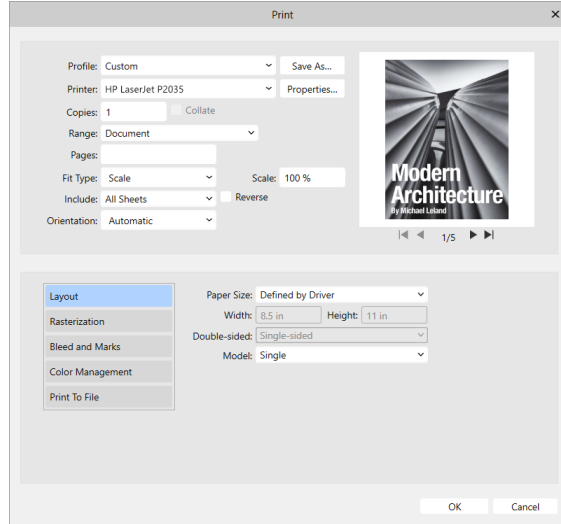 Print
Profile: Custom Save As...
Printer: HP LaserJet P2035 Properties...
Copies: 1 Collate
Range: Document
Pages:
Fit Type: Scale Scale: 100 %
Include: All Sheets Reverse
Orientation: Automatic
Modern
Architecture
By Michael Leland
1/5
Layout
Rasterization
Bleed and Marks
Color Management
Print To File
Paper Size: Defined by Driver
Width: 8.5 in Height: 11 in
Double-sided: Single-sided
Model: Single
OK Cancel